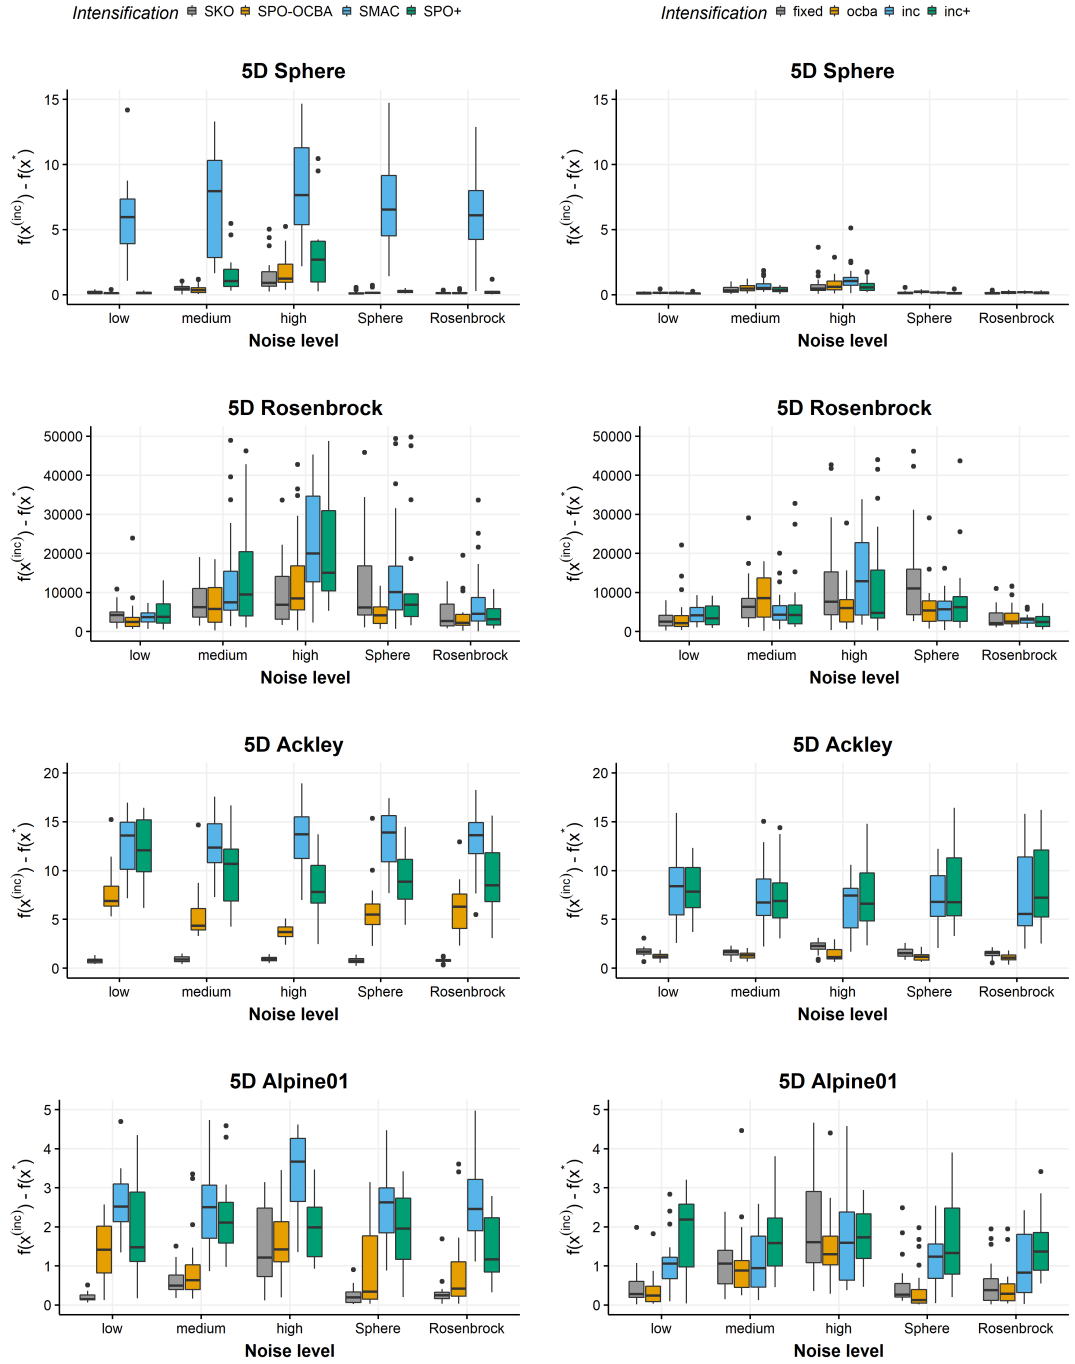 Intensification SKO SPO-OCBA SMAC SPO+
Intensification fixed ocba inc inc+
5D Sphere
f(x^(inc)) - f(x^*)
15
10
5
0
low medium high Sphere Rosenbrock
Noise level
5D Sphere
f(x^(inc)) - f(x^*)
15
10
5
0
low medium high Sphere Rosenbrock
Noise level
5D Rosenbrock
f(x^(inc)) - f(x^*)
50000
40000
30000
20000
10000
0
low medium high Sphere Rosenbrock
Noise level
5D Rosenbrock
f(x^(inc)) - f(x^*)
50000
40000
30000
20000
10000
0
low medium high Sphere Rosenbrock
Noise level
5D Ackley
f(x^(inc)) - f(x^*)
20
15
10
5
0
low medium high Sphere Rosenbrock
Noise level
5D Ackley
f(x^(inc)) - f(x^*)
20
15
10
5
0
low medium high Sphere Rosenbrock
Noise level
5D Alpine01
f(x^(inc)) - f(x^*)
5
4
3
2
1
0
low medium high Sphere Rosenbrock
Noise level
5D Alpine01
f(x^(inc)) - f(x^*)
5
4
3
2
1
0
low medium high Sphere Rosenbrock
Noise level